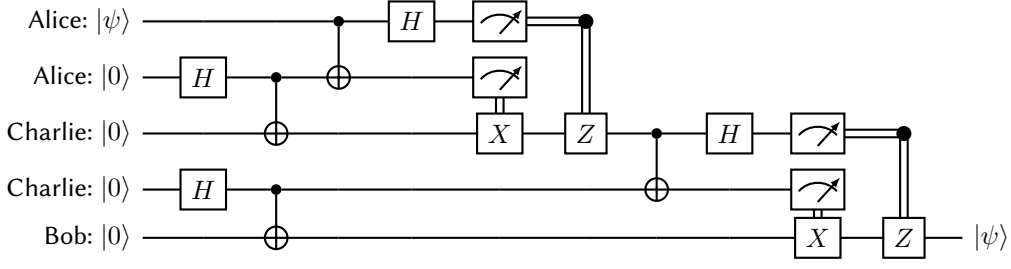 Alice: |ψ⟩ H
Alice: |0⟩ H
Charlie: |0⟩ X Z H
Charlie: |0⟩ H
Bob: |0⟩ X Z |ψ⟩